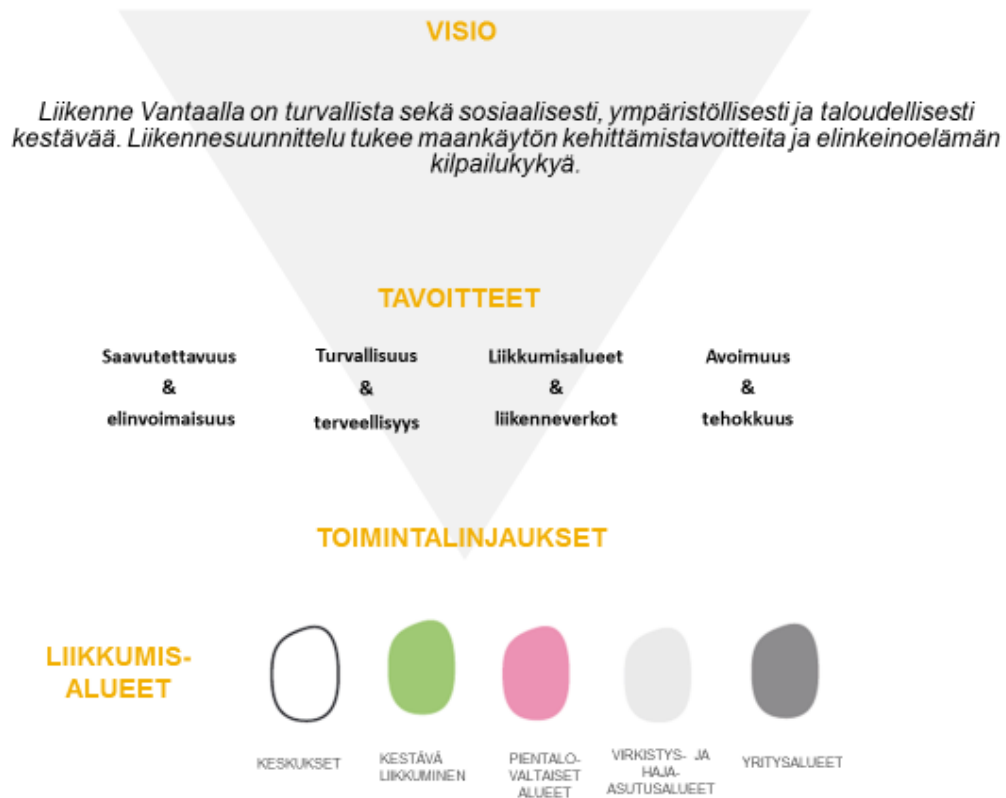 VISIO
Liikenne Vantaalla on turvallista sekä sosiaalisesti, ympäristöllisesti ja taloudellisesti
kestävää. Liikennesuunnittelu tukee maankäytön kehittämistavoitteita ja elinkeinoelämän
kilpailukykyä.
TAVOITTEET
Saavutettavuus
&
elinvoimaisuus
Turvallisuus
&
terveellisyys
Liikkumisalueet
&
liikenneverkot
Avoimuus
&
tehokkuus
TOIMINTALINJAUKSET
LIIKKUMIS-
ALUEET
KESKUKSET
KESTÄVÄ
LIIKKUMINEN
PIENTALO-
VALTAISET
ALUEET
VIRKISTYS- JA
HAJA-
ASUTUSALUEET
YRITYSALUEET